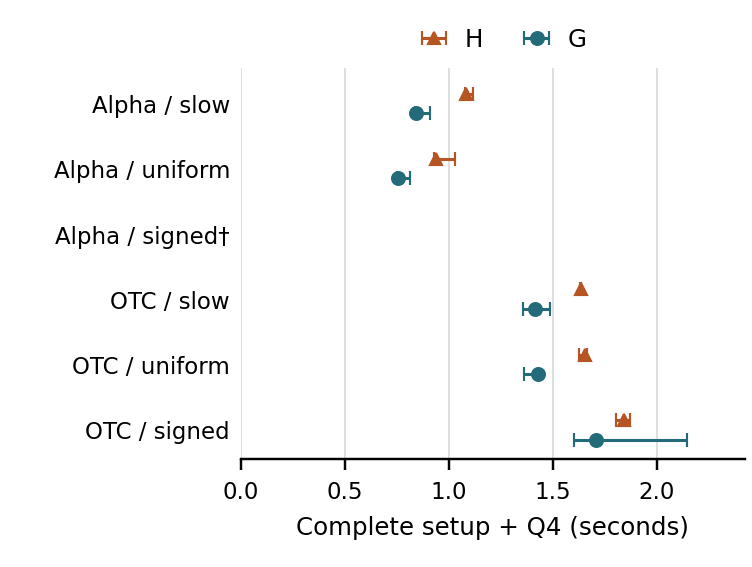 H G
Alpha / slow
Alpha / uniform
Alpha / signed†
OTC / slow
OTC / uniform
OTC / signed
0.0 0.5 1.0 1.5 2.0
Complete setup + Q4 (seconds)